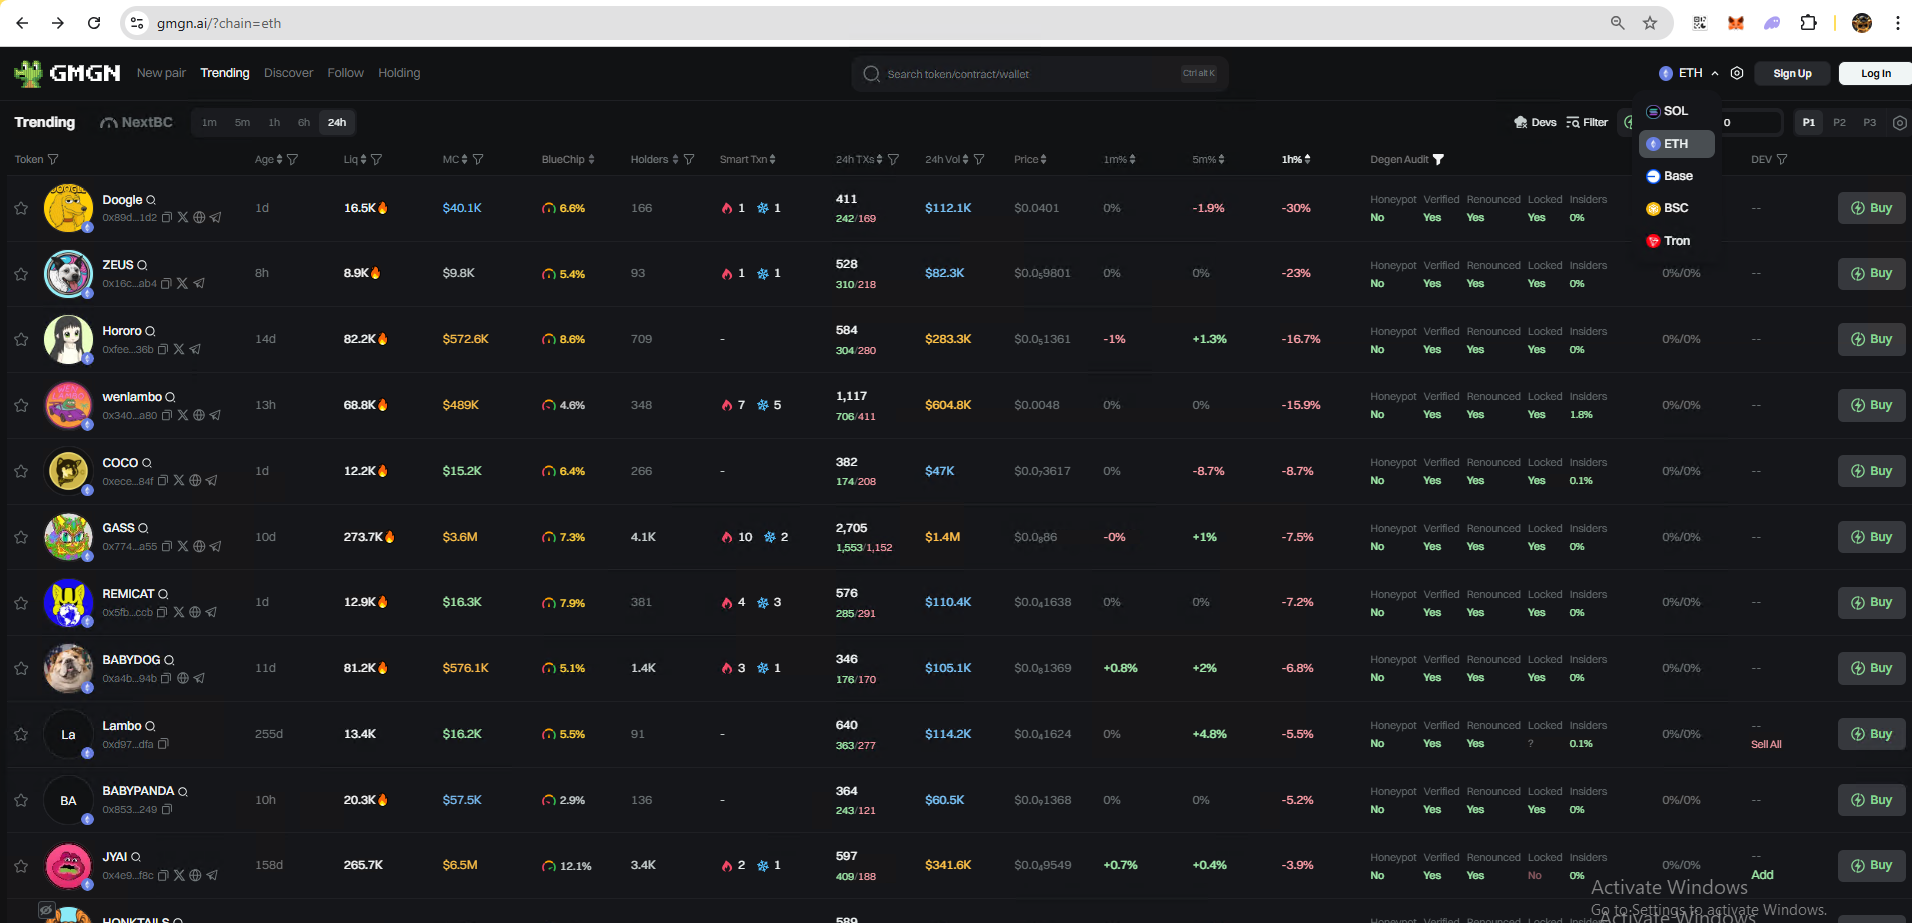 gmgn.ai/?chain=eth
GMGN New pair Trending Discover Follow Holding Search token/contract/wallet Ctrl alt K ETH Sign Up Log In
SOL
ETH
Base
BSC
Tron
Trending NextBC 1m 5m 1h 6h 24h Devs Filter 0 P1 P2 P3
Token Age Liq MC BlueChip Holders Smart Txn 24h TXs 24h Vol Price 1m% 5m% 1h% Degen Audit DEV
Doogle 1d 16.5K $40.1K 6.6% 166 1 1 411 $112.1K $0.0401 0% -1.9% -30% Honeypot Verified Renounced Locked Insiders -- Buy
0x89d...1d2 242/169 No Yes Yes Yes 0%
ZEUS 8h 8.9K $9.8K 5.4% 93 1 1 528 $82.3K $0.0₅9801 0% 0% -23% Honeypot Verified Renounced Locked Insiders 0%/0% -- Buy
0x16c...ab4 310/218 No Yes Yes Yes 0%
Hororo 14d 82.2K $572.6K 8.6% 709 - 584 $283.3K $0.0₅1361 -1% +1.3% -16.7% Honeypot Verified Renounced Locked Insiders 0%/0% -- Buy
0xfee...36b 304/280 No Yes Yes Yes 0%
wenlambo 13h 68.8K $489K 4.6% 348 7 5 1,117 $604.8K $0.0048 0% 0% -15.9% Honeypot Verified Renounced Locked Insiders 0%/0% -- Buy
0x340...a80 706/411 No Yes Yes Yes 1.8%
COCO 1d 12.2K $15.2K 6.4% 266 - 382 $47K $0.0₇3617 0% -8.7% -8.7% Honeypot Verified Renounced Locked Insiders 0%/0% -- Buy
0xece...84f 174/208 No Yes Yes Yes 0.1%
GASS 10d 273.7K $3.6M 7.3% 4.1K 10 2 2,705 $1.4M $0.0₈86 -0% +1% -7.5% Honeypot Verified Renounced Locked Insiders 0%/0% -- Buy
0x774...a55 1,553/1,152 No Yes Yes Yes 0%
REMICAT 1d 12.9K $16.3K 7.9% 381 4 3 576 $110.4K $0.0₄1638 0% 0% -7.2% Honeypot Verified Renounced Locked Insiders 0%/0% -- Buy
0x5fb...ccb 285/291 No Yes Yes Yes 0%
BABYDOG 11d 81.2K $576.1K 5.1% 1.4K 3 1 346 $105.1K $0.0₈1369 +0.8% +2% -6.8% Honeypot Verified Renounced Locked Insiders 0%/0% -- Buy
0xa4b...94b 176/170 No Yes Yes Yes 0%
La Lambo 255d 13.4K $16.2K 5.5% 91 - 640 $114.2K $0.0₄1624 0% +4.8% -5.5% Honeypot Verified Renounced Locked Insiders 0%/0% -- Buy
0xd97...dfa 363/277 No Yes Yes ? 0.1% Sell All
BA BABYPANDA 10h 20.3K $57.5K 2.9% 136 - 364 $60.5K $0.0₉1368 0% 0% -5.2% Honeypot Verified Renounced Locked Insiders 0%/0% -- Buy
0x853...249 243/121 No Yes Yes Yes 0%
JYAI 158d 265.7K $6.5M 12.1% 3.4K 2 1 597 $341.6K $0.0₄9549 +0.7% +0.4% -3.9% Honeypot Verified Renounced Locked Insiders 0%/0% -- Buy
0x4e9...f8c 409/188 No Yes Yes No 0% Add
Activate Windows
Go to Settings to activate Windows.
Activate Windows
HONKTAILS 589